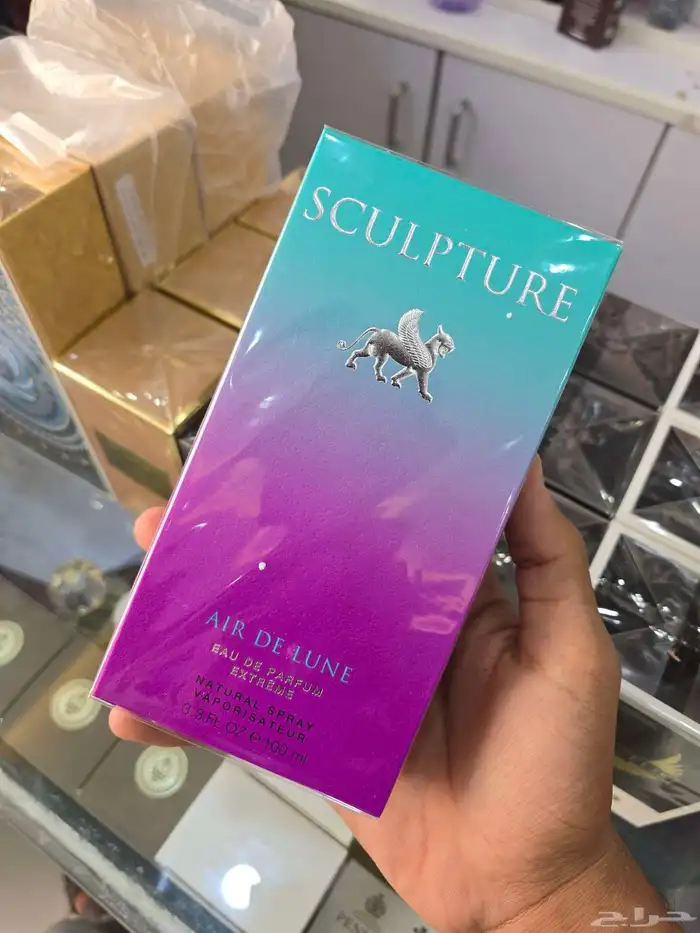 SCULPTURE
AIR DE LUNE
EAU DE PARFUM
EXTRÊME
NATURAL SPRAY
VAPORISATEUR
3.3 FL. OZ e 100 ml
حراج